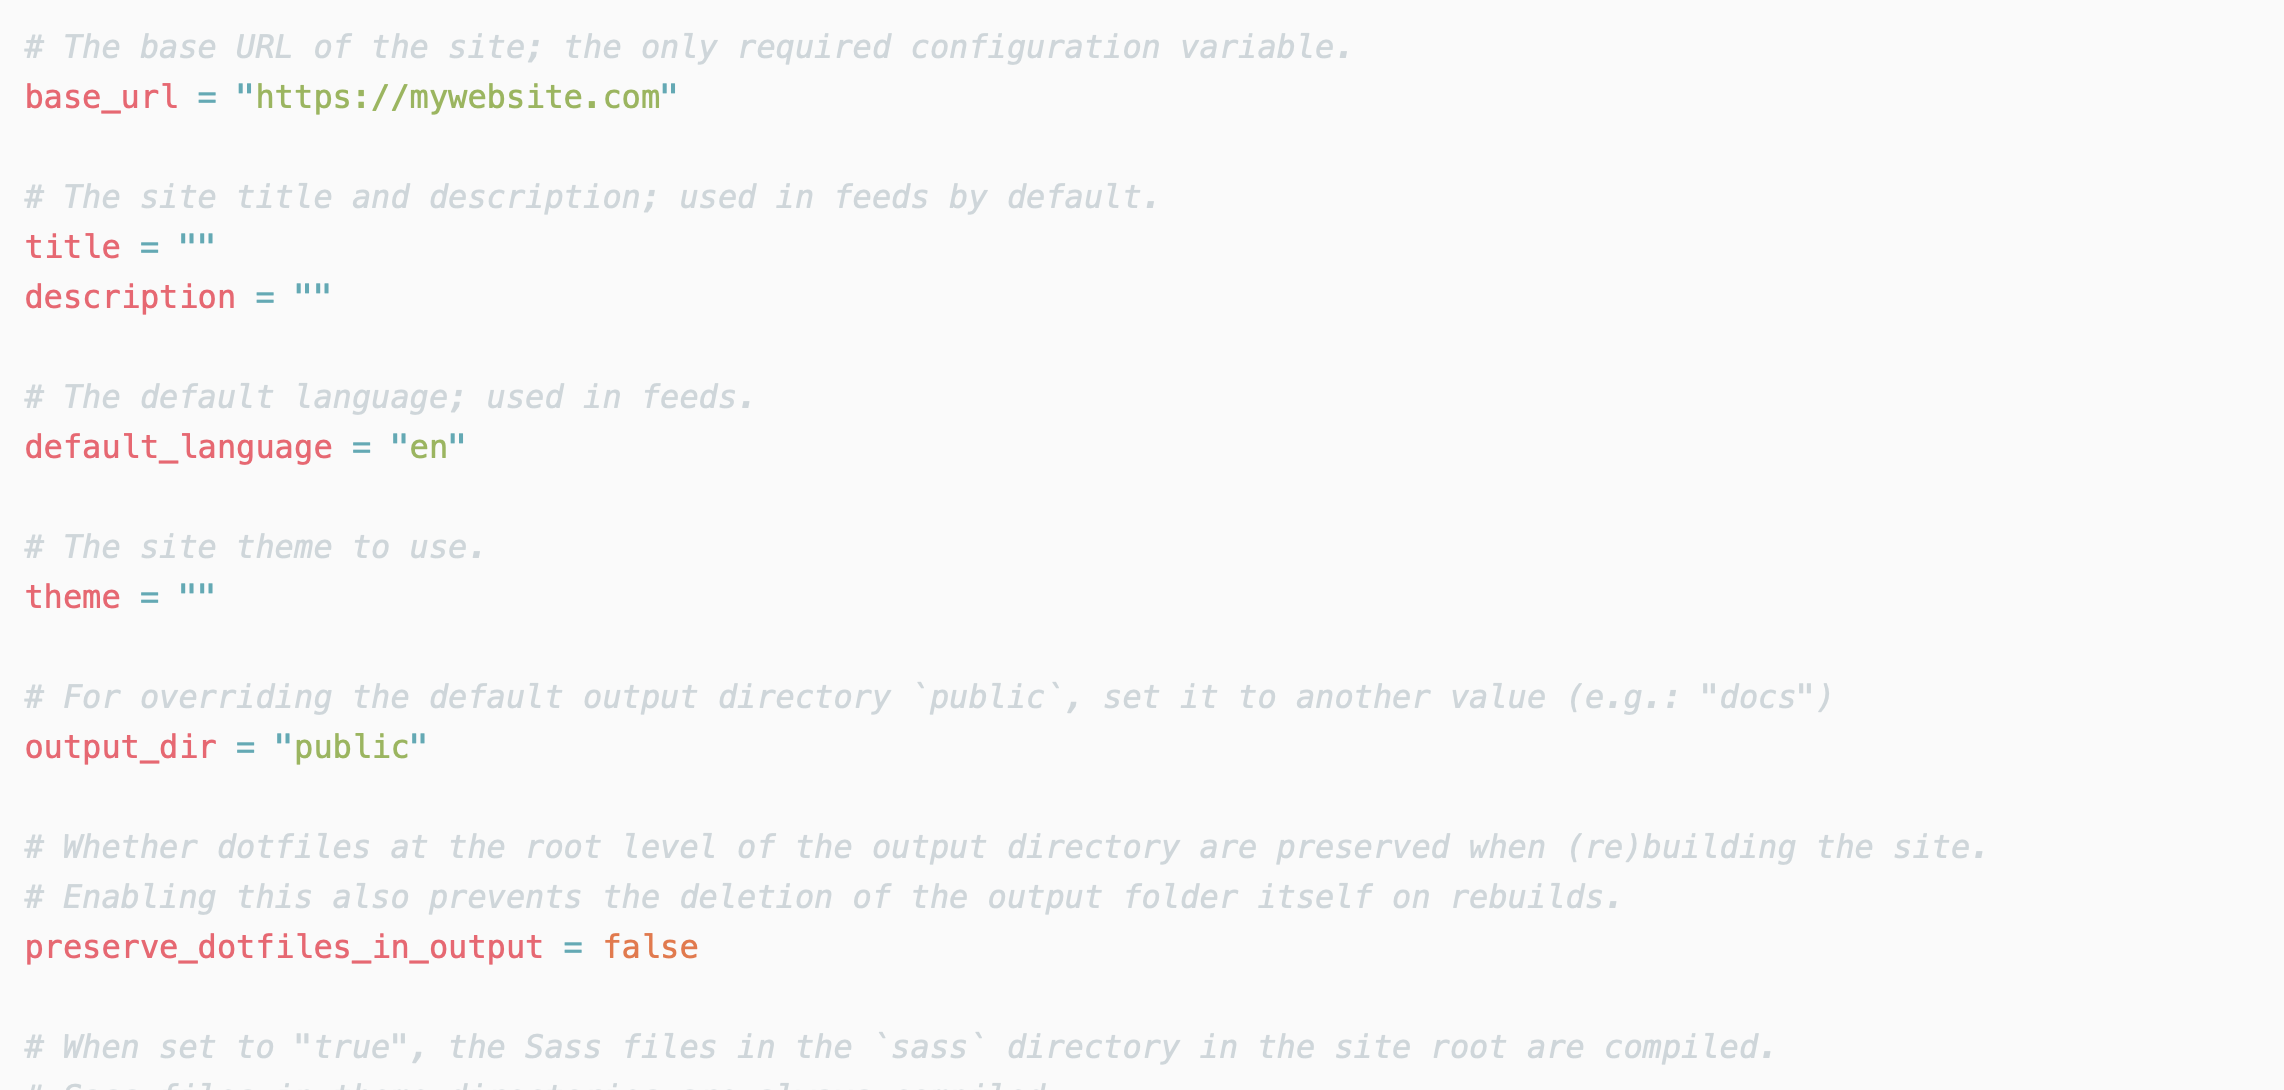 # The base URL of the site; the only required configuration variable.
base_url = "https://mywebsite.com"
# The site title and description; used in feeds by default.
title = ""
description = ""
# The default language; used in feeds.
default_language = "en"
# The site theme to use.
theme = ""
# For overriding the default output directory `public`, set it to another value (e.g.: "docs")
output_dir = "public"
# Whether dotfiles at the root level of the output directory are preserved when (re)building the site.
# Enabling this also prevents the deletion of the output folder itself on rebuilds.
preserve_dotfiles_in_output = false
# When set to "true", the Sass files in the `sass` directory in the site root are compiled.